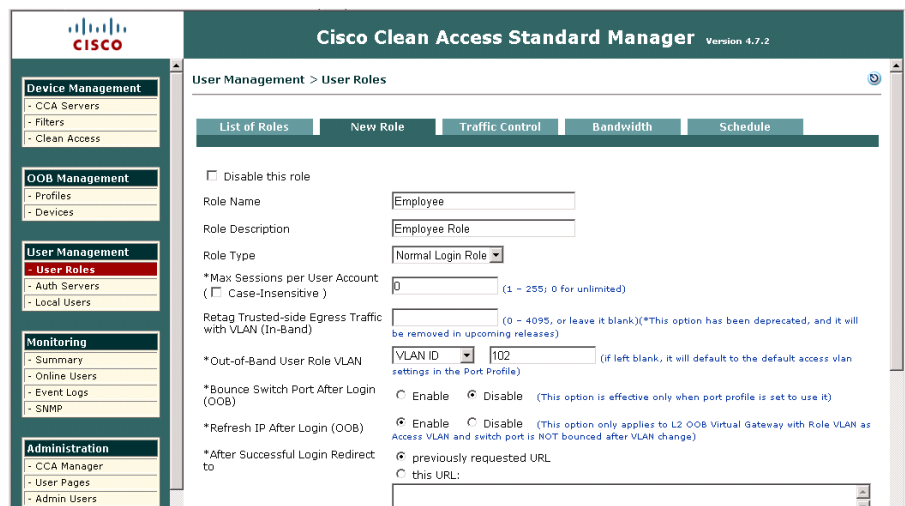 CISCO
Cisco Clean Access Standard Manager Version 4.7.2
Device Management
- CCA Servers
- Filters
- Clean Access
OOB Management
- Profiles
- Devices
User Management
- User Roles
- Auth Servers
- Local Users
Monitoring
- Summary
- Online Users
- Event Logs
- SNMP
Administration
- CCA Manager
- User Pages
- Admin Users
User Management > User Roles
List of Roles New Role Traffic Control Bandwidth Schedule
Disable this role
Role Name Employee
Role Description Employee Role
Role Type Normal Login Role
*Max Sessions per User Account
( Case-Insensitive ) 0 (1 - 255; 0 for unlimited)
Retag Trusted-side Egress Traffic
with VLAN (In-Band) (0 - 4095, or leave it blank)(*This option has been deprecated, and it will
be removed in upcoming releases)
*Out-of-Band User Role VLAN VLAN ID 102 (if left blank, it will default to the default access vlan
settings in the Port Profile)
*Bounce Switch Port After Login
(OOB) Enable Disable (This option is effective only when port profile is set to use it)
*Refresh IP After Login (OOB) Enable Disable (This option only applies to L2 OOB Virtual Gateway with Role VLAN as
Access VLAN and switch port is NOT bounced after VLAN change)
*After Successful Login Redirect
to previously requested URL
this URL: